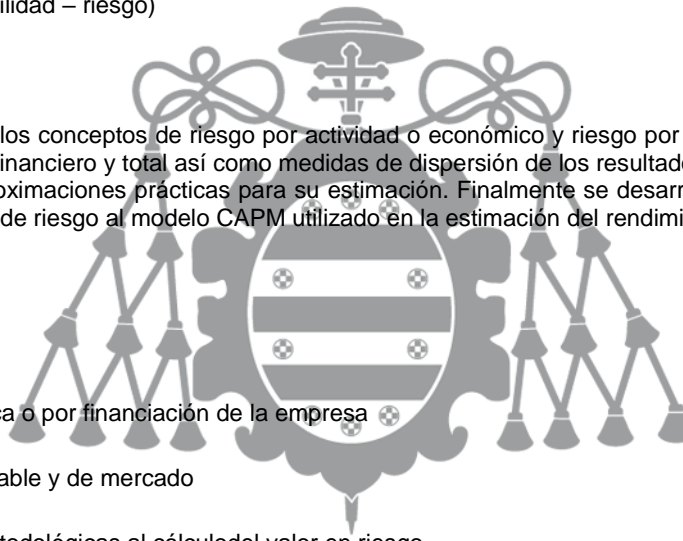 ilidad – riesgo)
los conceptos de riesgo por actividad o económico y riesgo por
financiero y total así como medidas de dispersión de los resultado
oximaciones prácticas para su estimación. Finalmente se desarr
de riesgo al modelo CAPM utilizado en la estimación del rendimi
ca o por financiación de la empresa
able y de mercado
todológicas al cálculodel valor en riesgo